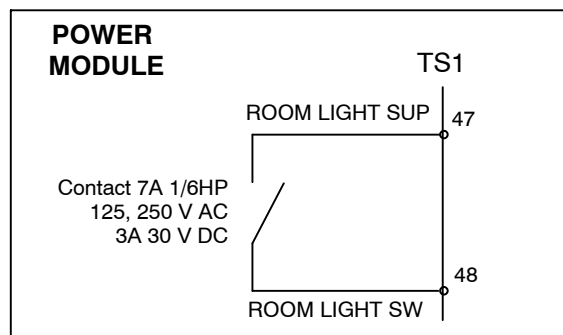 POWER
MODULE
TS1
ROOM LIGHT SUP
47
Contact 7A 1/6HP
125, 250 V AC
3A 30 V DC
48
ROOM LIGHT SW